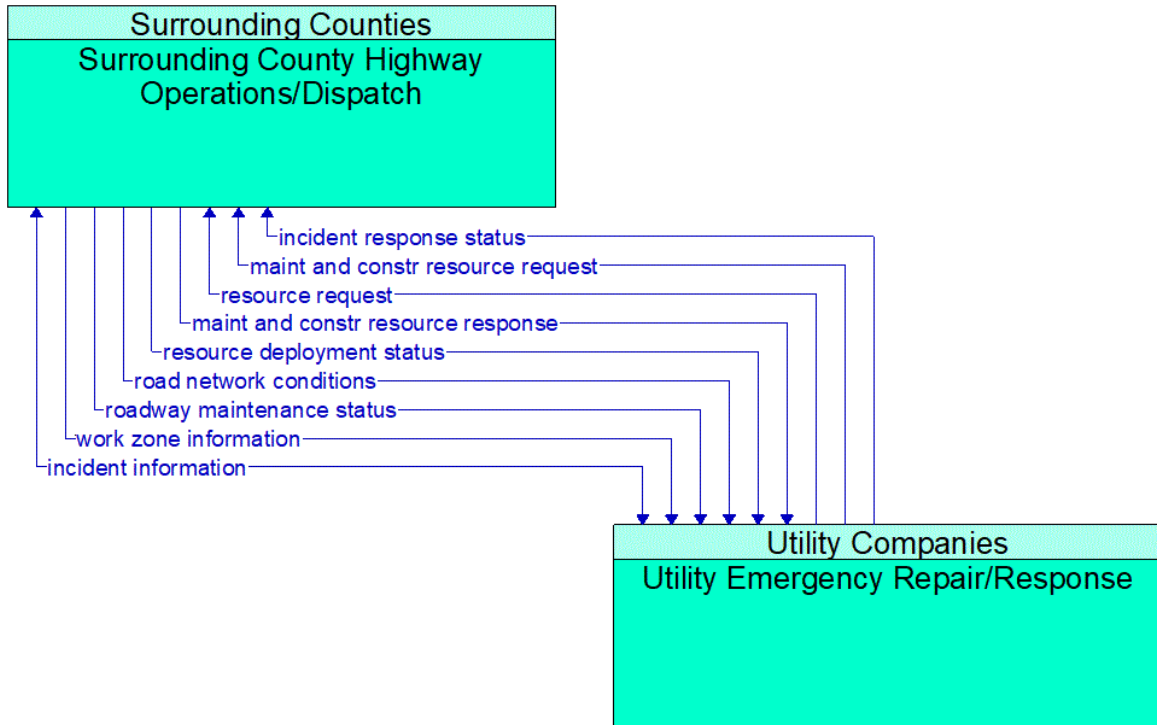 Surrounding Counties
Surrounding County Highway
Operations/Dispatch
incident response status
maint and constr resource request
resource request
maint and constr resource response
resource deployment status
road network conditions
roadway maintenance status
work zone information
incident information
Utility Companies
Utility Emergency Repair/Response